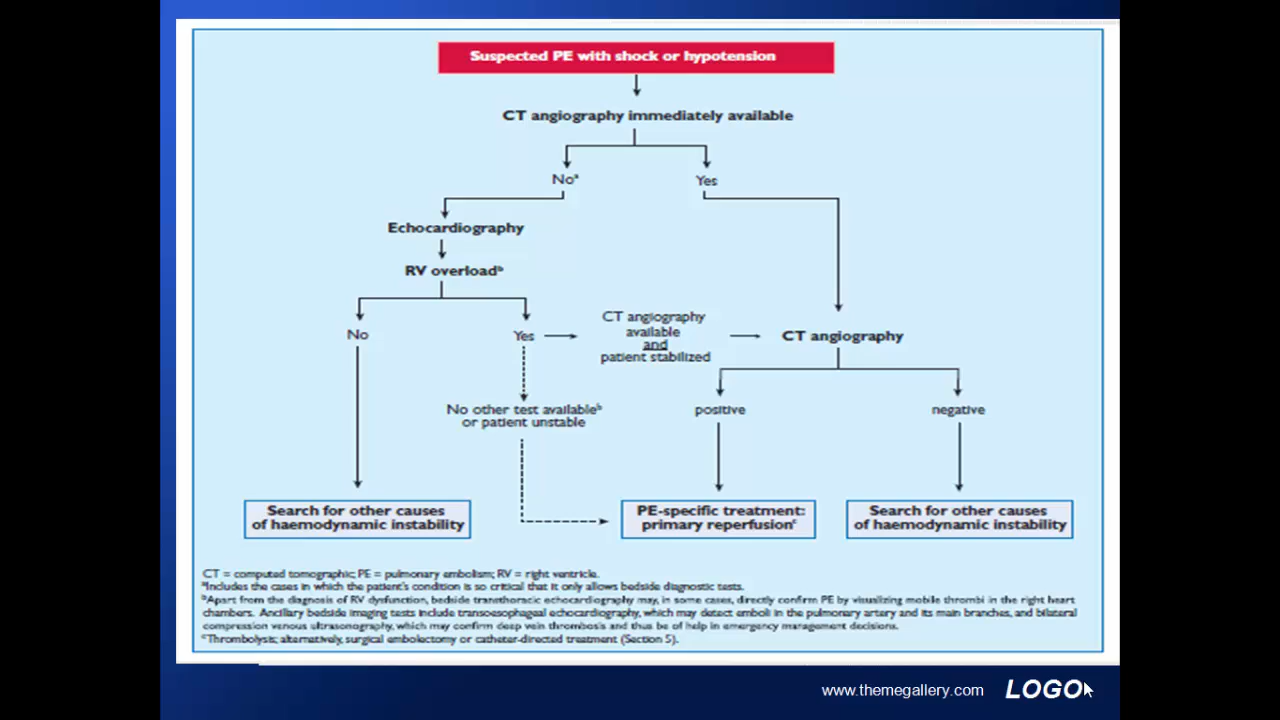 Suspected PE with shock or hypotension
CT angiography immediately available
Noᵃ
Yes
Echocardiography
RV overloadᵇ
No
Yes
CT angiography
available
and
patient stabilized
CT angiography
No other test availableᵇ
or patient unstable
positive
negative
Search for other causes
of haemodynamic instability
PE-specific treatment:
primary reperfusionᶜ
Search for other causes
of haemodynamic instability
CT = computed tomographic; PE = pulmonary embolism; RV = right ventricle.
ᵃIncludes the cases in which the patient's condition is so critical that it only allows bedside diagnostic tests.
ᵇApart from the diagnosis of RV dysfunction, bedside transthoracic echocardiography may, in some cases, directly confirm PE by visualizing mobile thrombi in the right heart
chambers. Ancillary bedside imaging tests include transoesophageal echocardiography, which may detect emboli in the pulmonary artery and its main branches, and bilateral
compression venous ultrasonography, which may confirm deep vein thrombosis and thus be of help in emergency management decisions.
ᶜThrombolysis; alternatively, surgical embolectomy or catheter-directed treatment (Section 5).
www.themegallery.com
LOGO